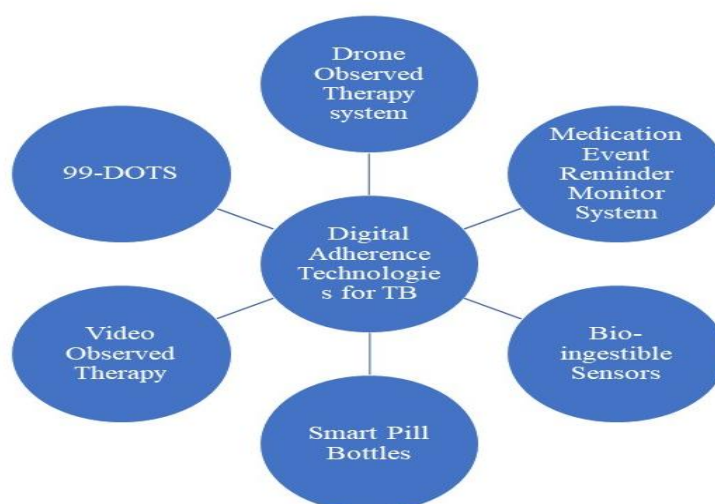 Drone
Observed
Therapy
system
Medication
Event
Reminder
Monitor
System
Bio-
ingestible
Sensors
Smart Pill
Bottles
Video
Observed
Therapy
99-DOTS
Digital
Adherence
Technologie
s for TB